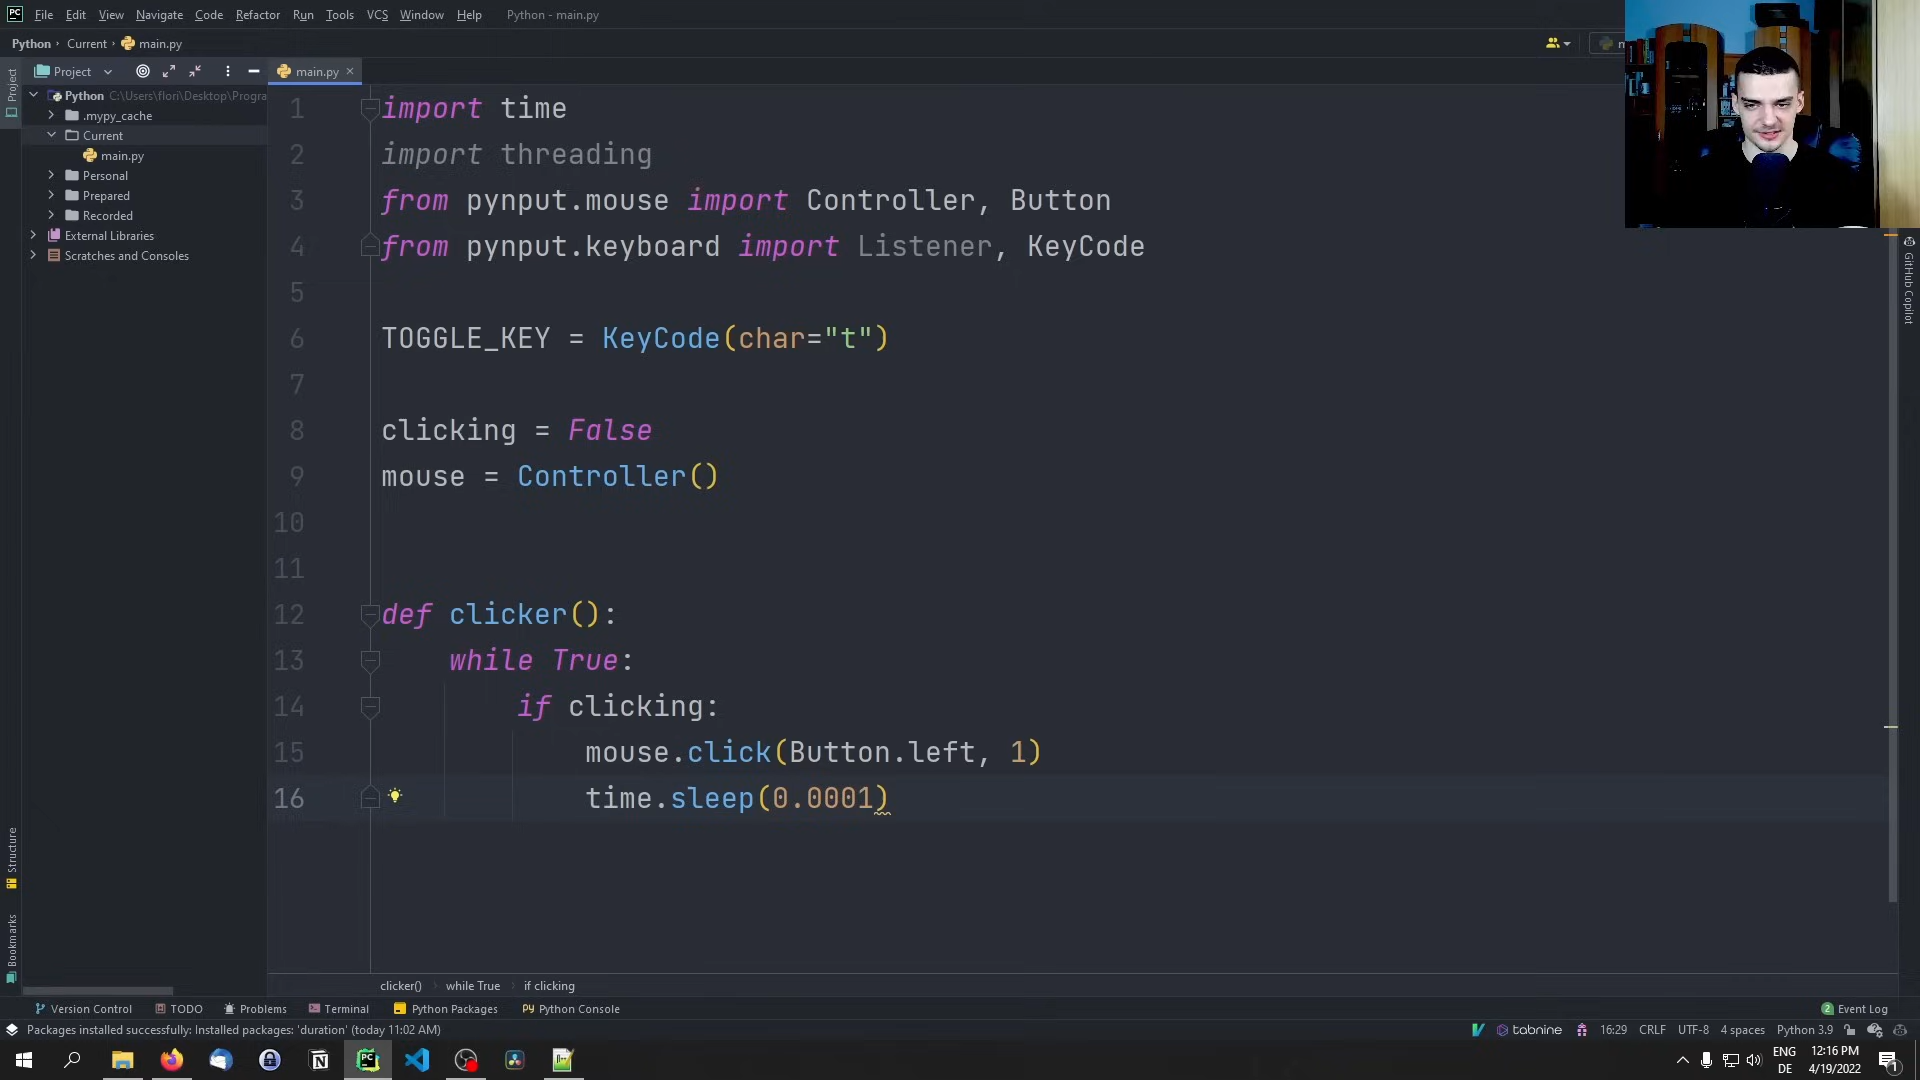 File Edit View Navigate Code Refactor Run Tools VCS Window Help Python - main.py
Python Current main.py
Project main.py
Python C:\Users\flori\Desktop\Progra
.mypy_cache
Current
main.py
Personal
Prepared
Recorded
External Libraries
Scratches and Consoles
Project
Structure
Bookmarks
1 import time
2 import threading
3 from pynput.mouse import Controller, Button
4 from pynput.keyboard import Listener, KeyCode
5
6 TOGGLE_KEY = KeyCode(char="t")
7
8 clicking = False
9 mouse = Controller()
10
11
12 def clicker():
13 while True:
14 if clicking:
15 mouse.click(Button.left, 1)
16 time.sleep(0.0001)
GitHub Copilot
clicker() while True if clicking
Version Control TODO Problems Terminal Python Packages Python Console 2 Event Log
Packages installed successfully: Installed packages: 'duration' (today 11:02 AM) tabnine 16:29 CRLF UTF-8 4 spaces Python 3.9
ENG 12:16 PM
DE 4/19/2022 1